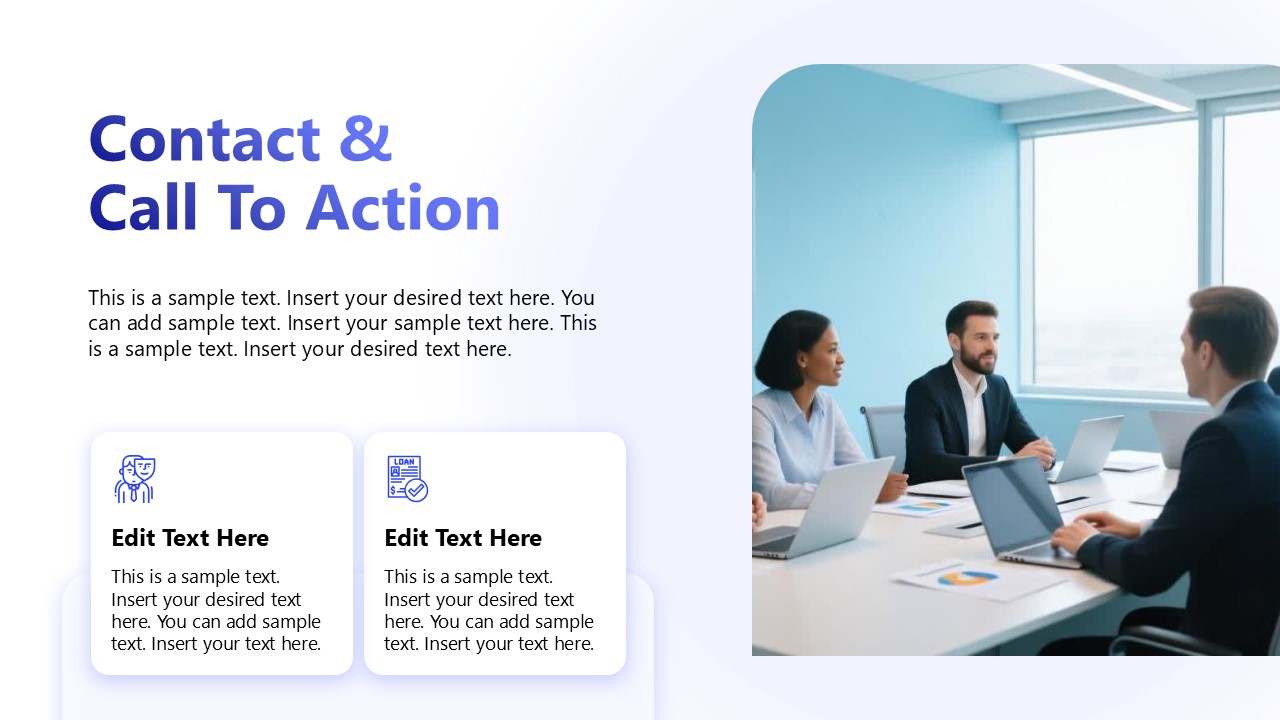 Contact &
Call To Action
This is a sample text. Insert your desired text here. You
can add sample text. Insert your sample text here. This
is a sample text. Insert your desired text here.
Edit Text Here
This is a sample text.
Insert your desired text
here. You can add sample
text. Insert your text here.
LOAN
Edit Text Here
This is a sample text.
Insert your desired text
here. You can add sample
text. Insert your text here.